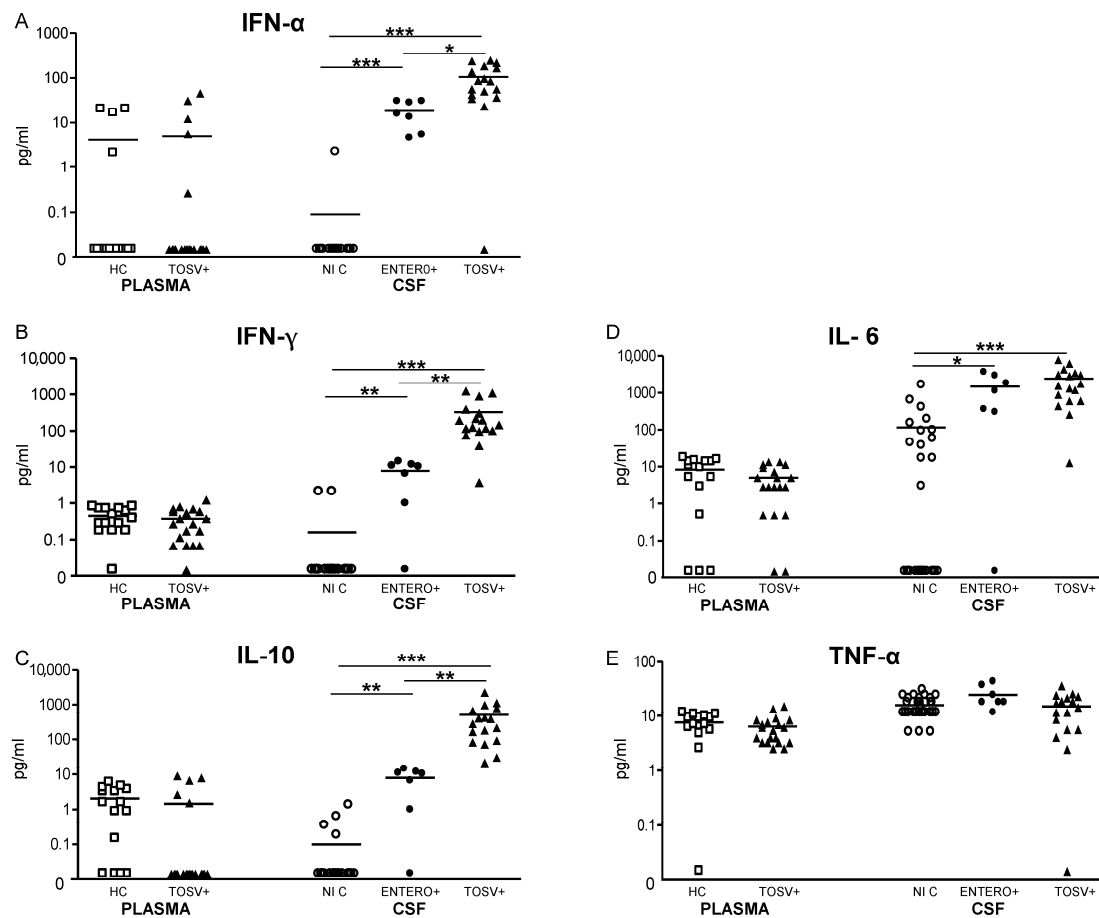 A
IFN-α
1000
100
10
1
0.1
0
pg/ml
***
***
*
HC
TOSV+
NI C
ENTER0+
TOSV+
PLASMA
CSF
B
IFN-γ
10,000
1000
100
10
1
0.1
0
pg/ml
***
**
**
HC
TOSV+
NI C
ENTERO+
TOSV+
PLASMA
CSF
D
IL- 6
10,000
1000
100
10
1
0.1
0
pg/ml
***
*
HC
TOSV+
NI C
ENTERO+
TOSV+
PLASMA
CSF
C
IL-10
10,000
1000
100
10
1
0.1
0
pg/ml
***
**
**
HC
TOSV+
NI C
ENTERO+
TOSV+
PLASMA
CSF
E
TNF-α
100
10
1
0.1
0
pg/ml
HC
TOSV+
NI C
ENTERO+
TOSV+
PLASMA
CSF